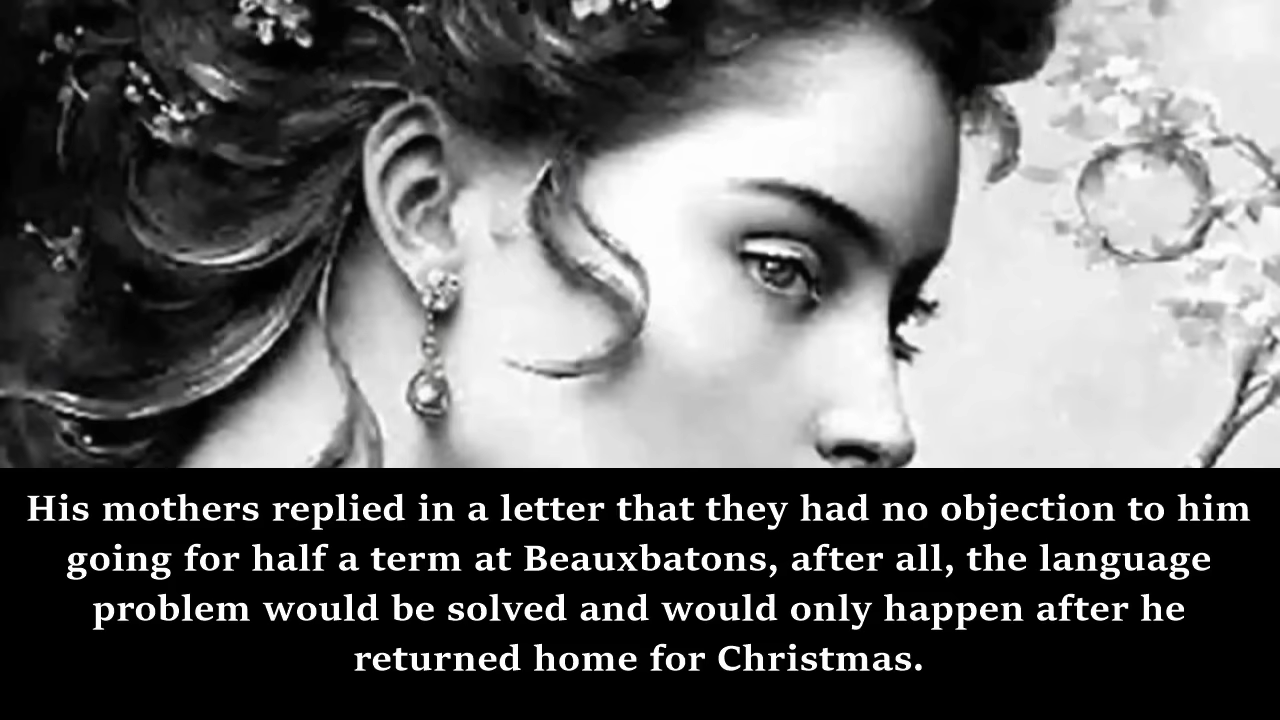 His mothers replied in a letter that they had no objection to him
going for half a term at Beauxbatons, after all, the language
problem would be solved and would only happen after he
returned home for Christmas.